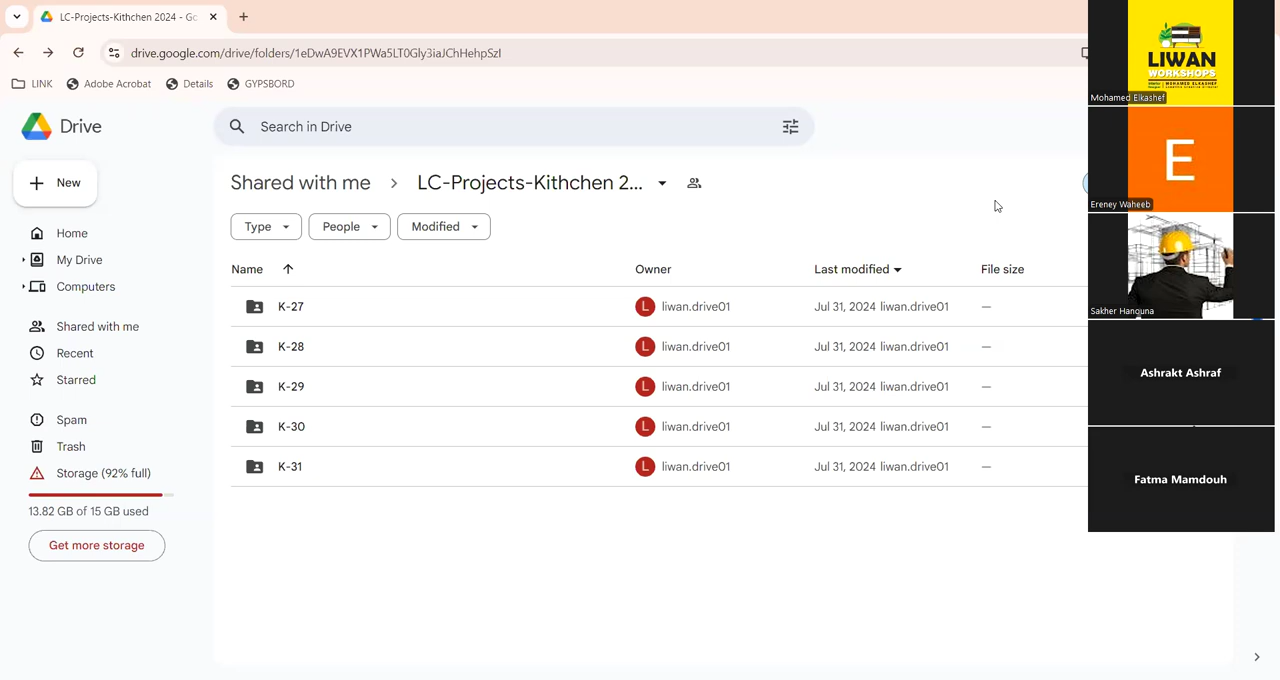 LC-Projects-Kithchen 2024 - Go
drive.google.com/drive/folders/1eDwA9EVX1PWa5LT0Gly3iaJChHehpSzI
LINK Adobe Acrobat Details GYPSBORD
Drive
Search in Drive
New
Shared with me > LC-Projects-Kithchen 2...
Type People Modified
Home
My Drive
Computers
Shared with me
Recent
Starred
Spam
Trash
Storage (92% full)
13.82 GB of 15 GB used
Get more storage
Name Owner Last modified File size
K-27 L liwan.drive01 Jul 31, 2024 liwan.drive01 —
K-28 L liwan.drive01 Jul 31, 2024 liwan.drive01 —
K-29 L liwan.drive01 Jul 31, 2024 liwan.drive01 —
K-30 L liwan.drive01 Jul 31, 2024 liwan.drive01 —
K-31 L liwan.drive01 Jul 31, 2024 liwan.drive01 —
LIWAN
WORKSHOPS
Mohamed Elkashef
E
Ereney Waheeb
Sakher Hanouna
Ashrakt Ashraf
Fatma Mamdouh